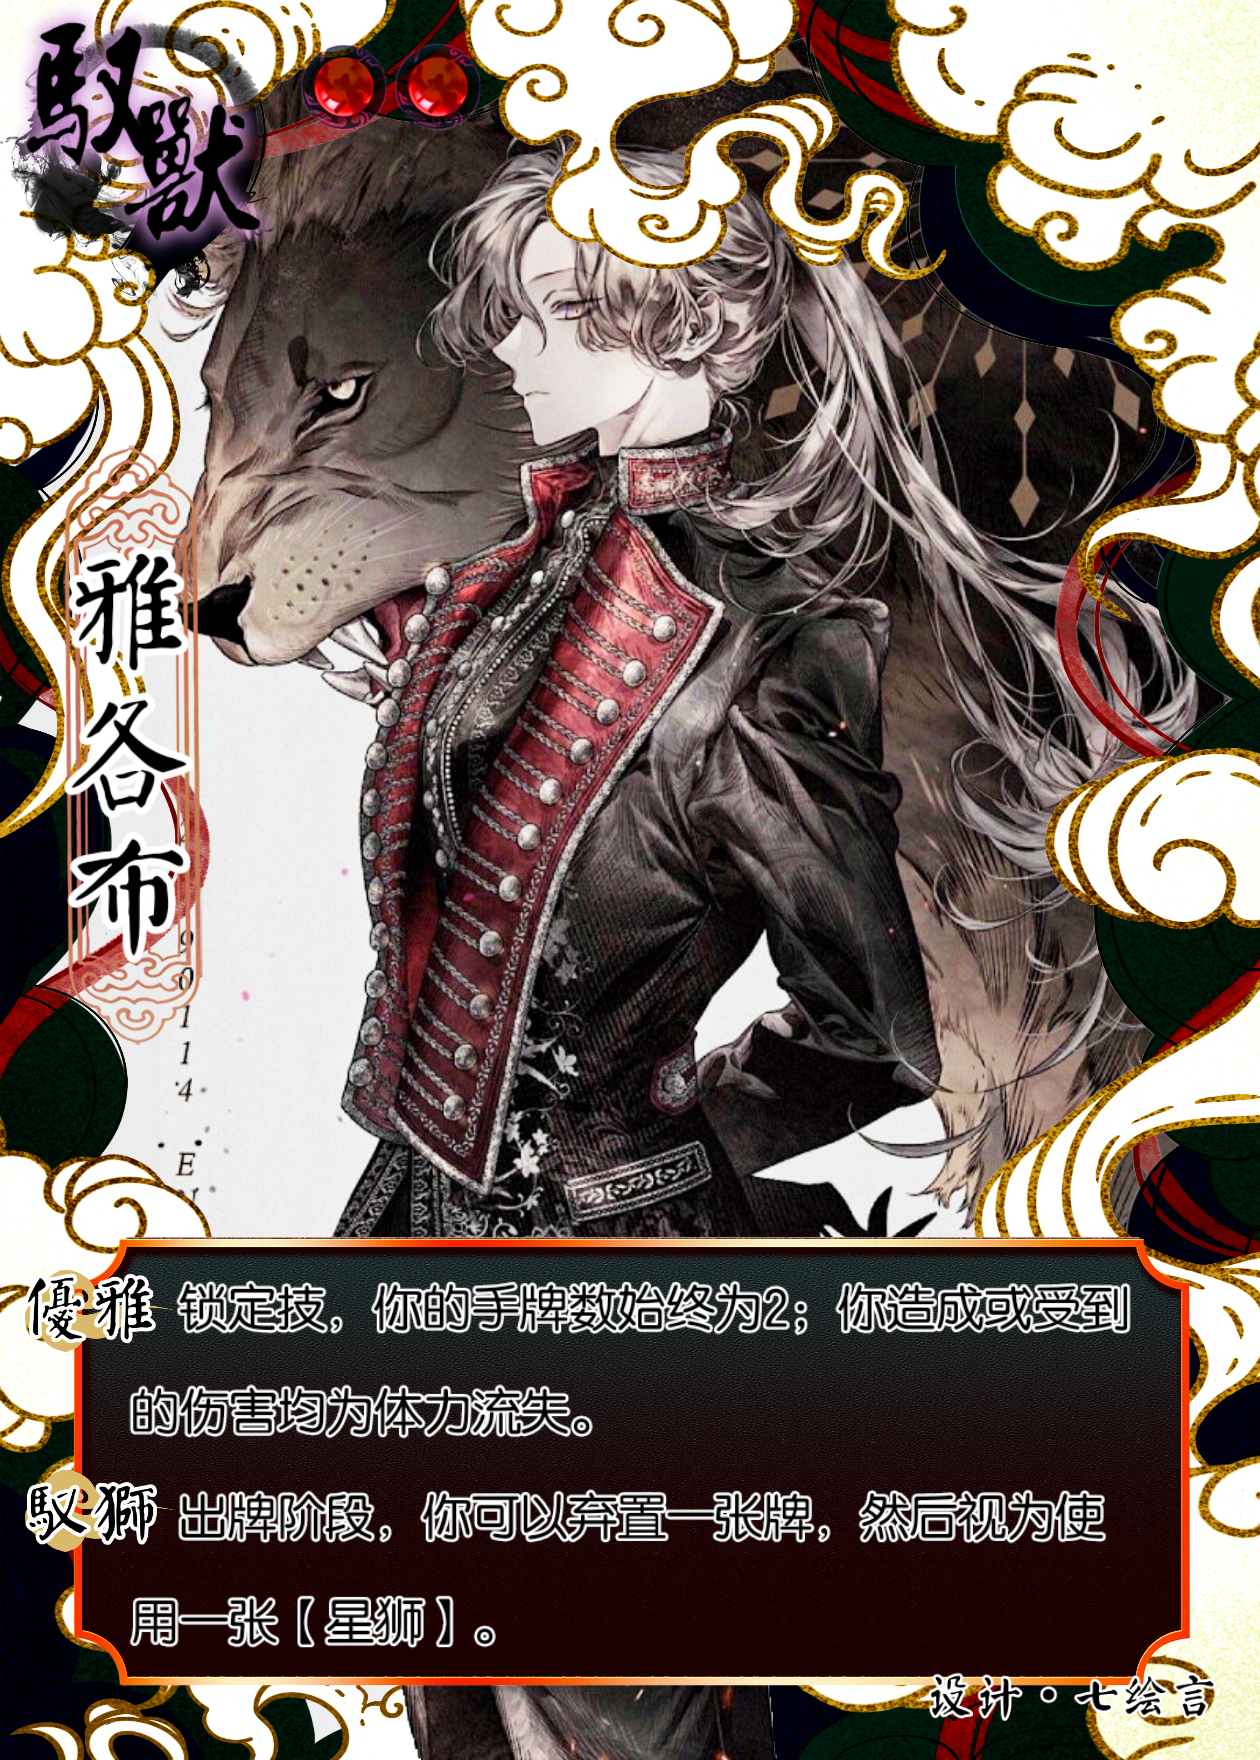 馭獸
雅各布
9014 E
優雅 锁定技，你的手牌数始终为2；你造成或受到
的伤害均为体力流失。
馭獅 出牌阶段，你可以弃置一张牌，然后视为使
用一张【星狮】。
设计·七绘言